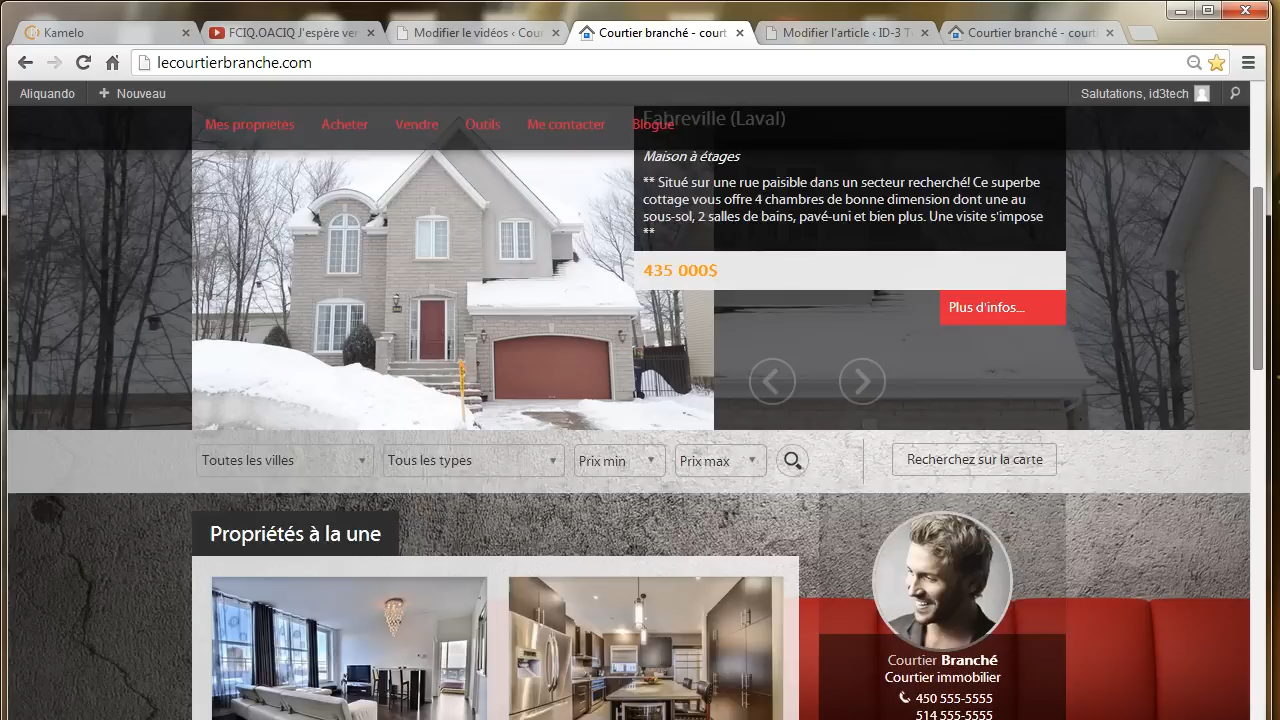 Kamelo
FCIQ.OACIQ J'espère ver
Modifier le vidéos ‹ Cour
Courtier branché - court
Modifier l'article ‹ ID-3 T
Courtier branché - courti
lecourtierbranche.com
Aliquando
+ Nouveau
Salutations, id3tech
Mes propriétés
Acheter
Vendre
Outils
Me contacter
Blogue
Fabreville (Laval)
Maison à étages
** Situé sur une rue paisible dans un secteur recherché! Ce superbe
cottage vous offre 4 chambres de bonne dimension dont une au
sous-sol, 2 salles de bains, pavé-uni et bien plus. Une visite s'impose
**
435 000$
Plus d'infos...
Toutes les villes
Tous les types
Prix min
Prix max
Recherchez sur la carte
Propriétés à la une
Courtier Branché
Courtier immobilier
450 555-5555
514 555-5555